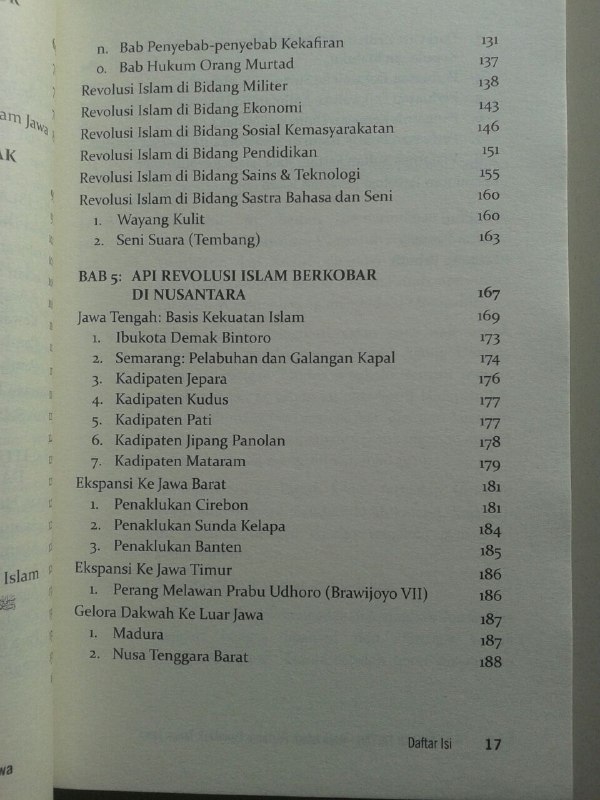 n. Bab Penyebab-penyebab Kekafiran 131
o. Bab Hukum Orang Murtad 137
Revolusi Islam di Bidang Militer 138
Revolusi Islam di Bidang Ekonomi 143
Revolusi Islam di Bidang Sosial Kemasyarakatan 146
Revolusi Islam di Bidang Pendidikan 151
Revolusi Islam di Bidang Sains & Teknologi 155
Revolusi Islam di Bidang Sastra Bahasa dan Seni 160
1. Wayang Kulit 160
2. Seni Suara (Tembang) 163
BAB 5: API REVOLUSI ISLAM BERKOBAR
DI NUSANTARA 167
Jawa Tengah: Basis Kekuatan Islam 169
1. Ibukota Demak Bintoro 173
2. Semarang: Pelabuhan dan Galangan Kapal 174
3. Kadipaten Jepara 176
4. Kadipaten Kudus 177
5. Kadipaten Pati 177
6. Kadipaten Jipang Panolan 178
7. Kadipaten Mataram 179
Ekspansi Ke Jawa Barat 181
1. Penaklukan Cirebon 181
2. Penaklukan Sunda Kelapa 184
3. Penaklukan Banten 185
Ekspansi Ke Jawa Timur 186
1. Perang Melawan Prabu Udhoro (Brawijoyo VII) 186
Gelora Dakwah Ke Luar Jawa 187
1. Madura 187
2. Nusa Tenggara Barat 188
Daftar Isi 17
Jawa
Islam